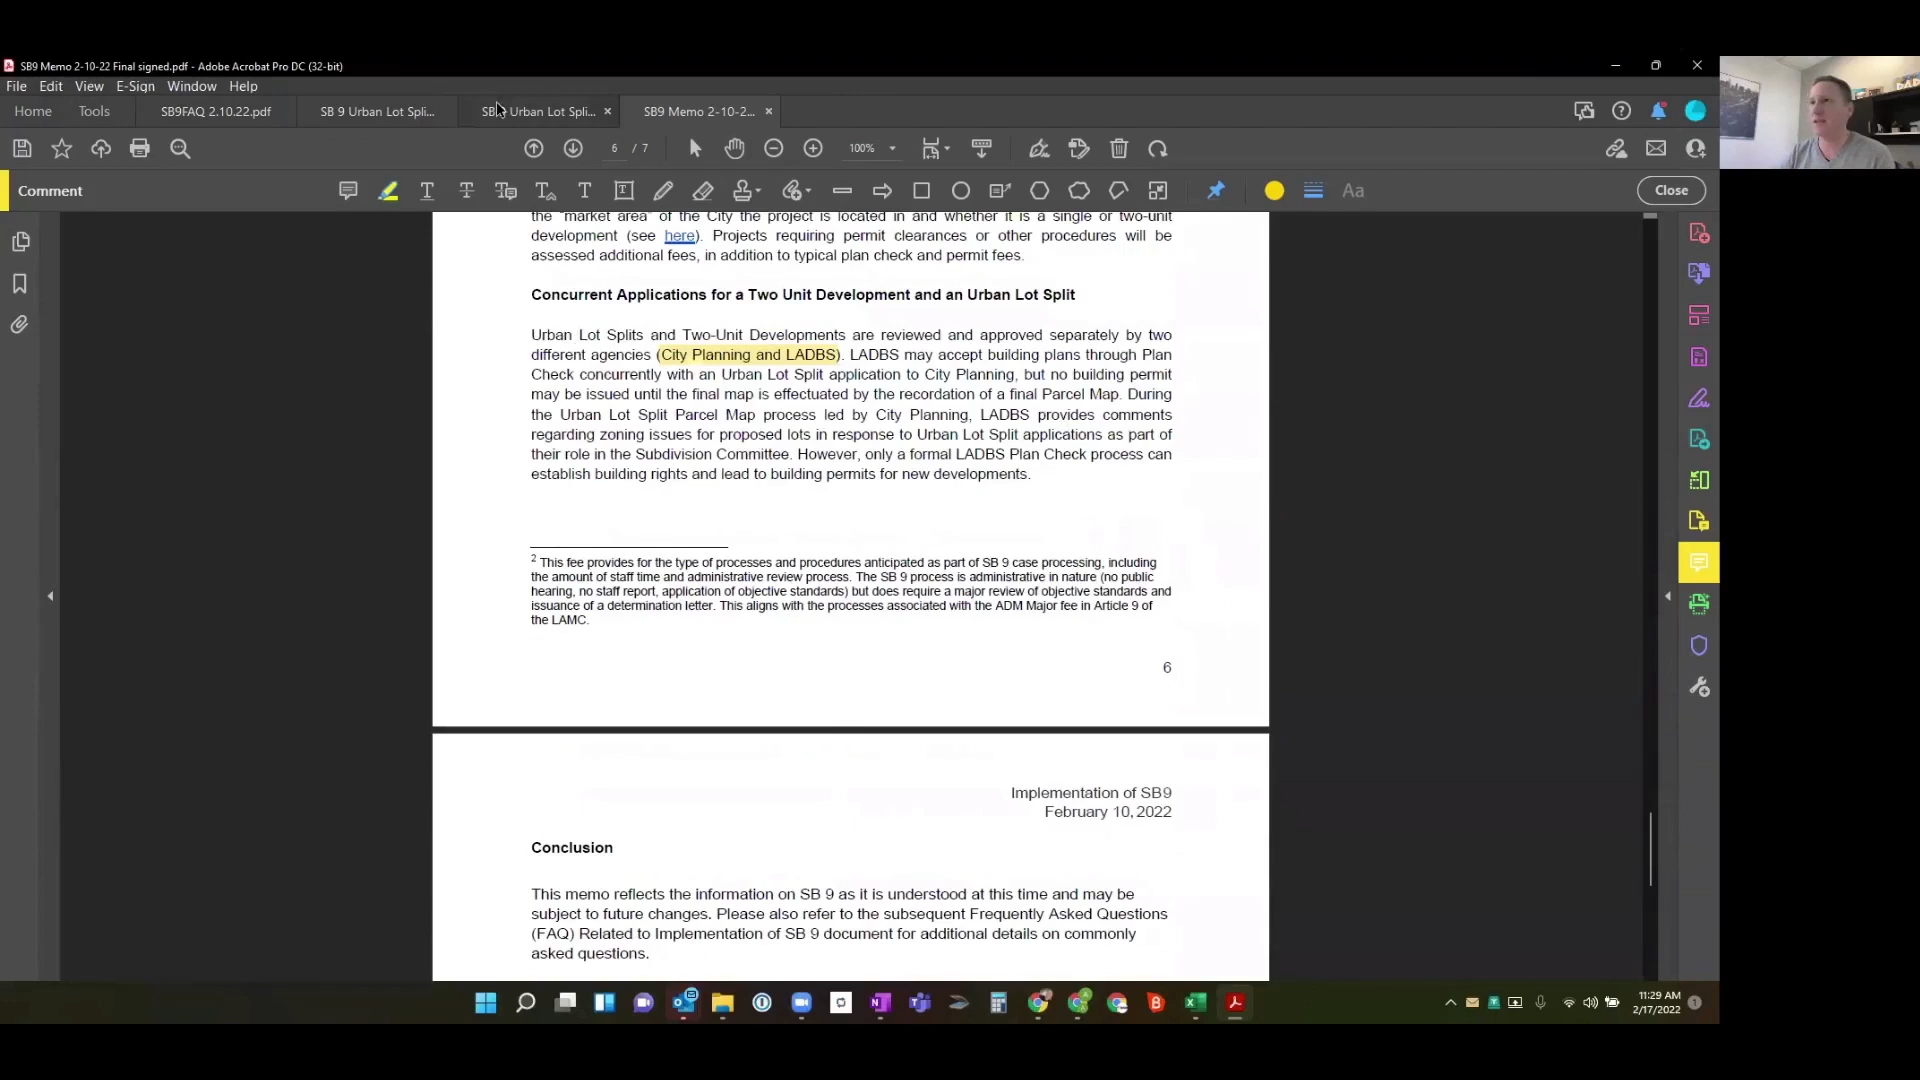 SB9 Memo 2-10-22 Final signed.pdf - Adobe Acrobat Pro DC (32-bit)
File Edit View E-Sign Window Help
Home Tools SB9FAQ 2.10.22.pdf SB 9 Urban Lot Spli... SB 9 Urban Lot Spli... SB9 Memo 2-10-2...
6 / 7 100%
Comment Aa Close
the "market area" of the City the project is located in and whether it is a single or two-unit
development (see here). Projects requiring permit clearances or other procedures will be
assessed additional fees, in addition to typical plan check and permit fees.
Concurrent Applications for a Two Unit Development and an Urban Lot Split
Urban Lot Splits and Two-Unit Developments are reviewed and approved separately by two
different agencies (City Planning and LADBS). LADBS may accept building plans through Plan
Check concurrently with an Urban Lot Split application to City Planning, but no building permit
may be issued until the final map is effectuated by the recordation of a final Parcel Map. During
the Urban Lot Split Parcel Map process led by City Planning, LADBS provides comments
regarding zoning issues for proposed lots in response to Urban Lot Split applications as part of
their role in the Subdivision Committee. However, only a formal LADBS Plan Check process can
establish building rights and lead to building permits for new developments.
2 This fee provides for the type of processes and procedures anticipated as part of SB 9 case processing, including
the amount of staff time and administrative review process. The SB 9 process is administrative in nature (no public
hearing, no staff report, application of objective standards) but does require a major review of objective standards and
issuance of a determination letter. This aligns with the processes associated with the ADM Major fee in Article 9 of
the LAMC.
6
Implementation of SB9
February 10, 2022
Conclusion
This memo reflects the information on SB 9 as it is understood at this time and may be
subject to future changes. Please also refer to the subsequent Frequently Asked Questions
(FAQ) Related to Implementation of SB 9 document for additional details on commonly
asked questions.
11:29 AM
2/17/2022